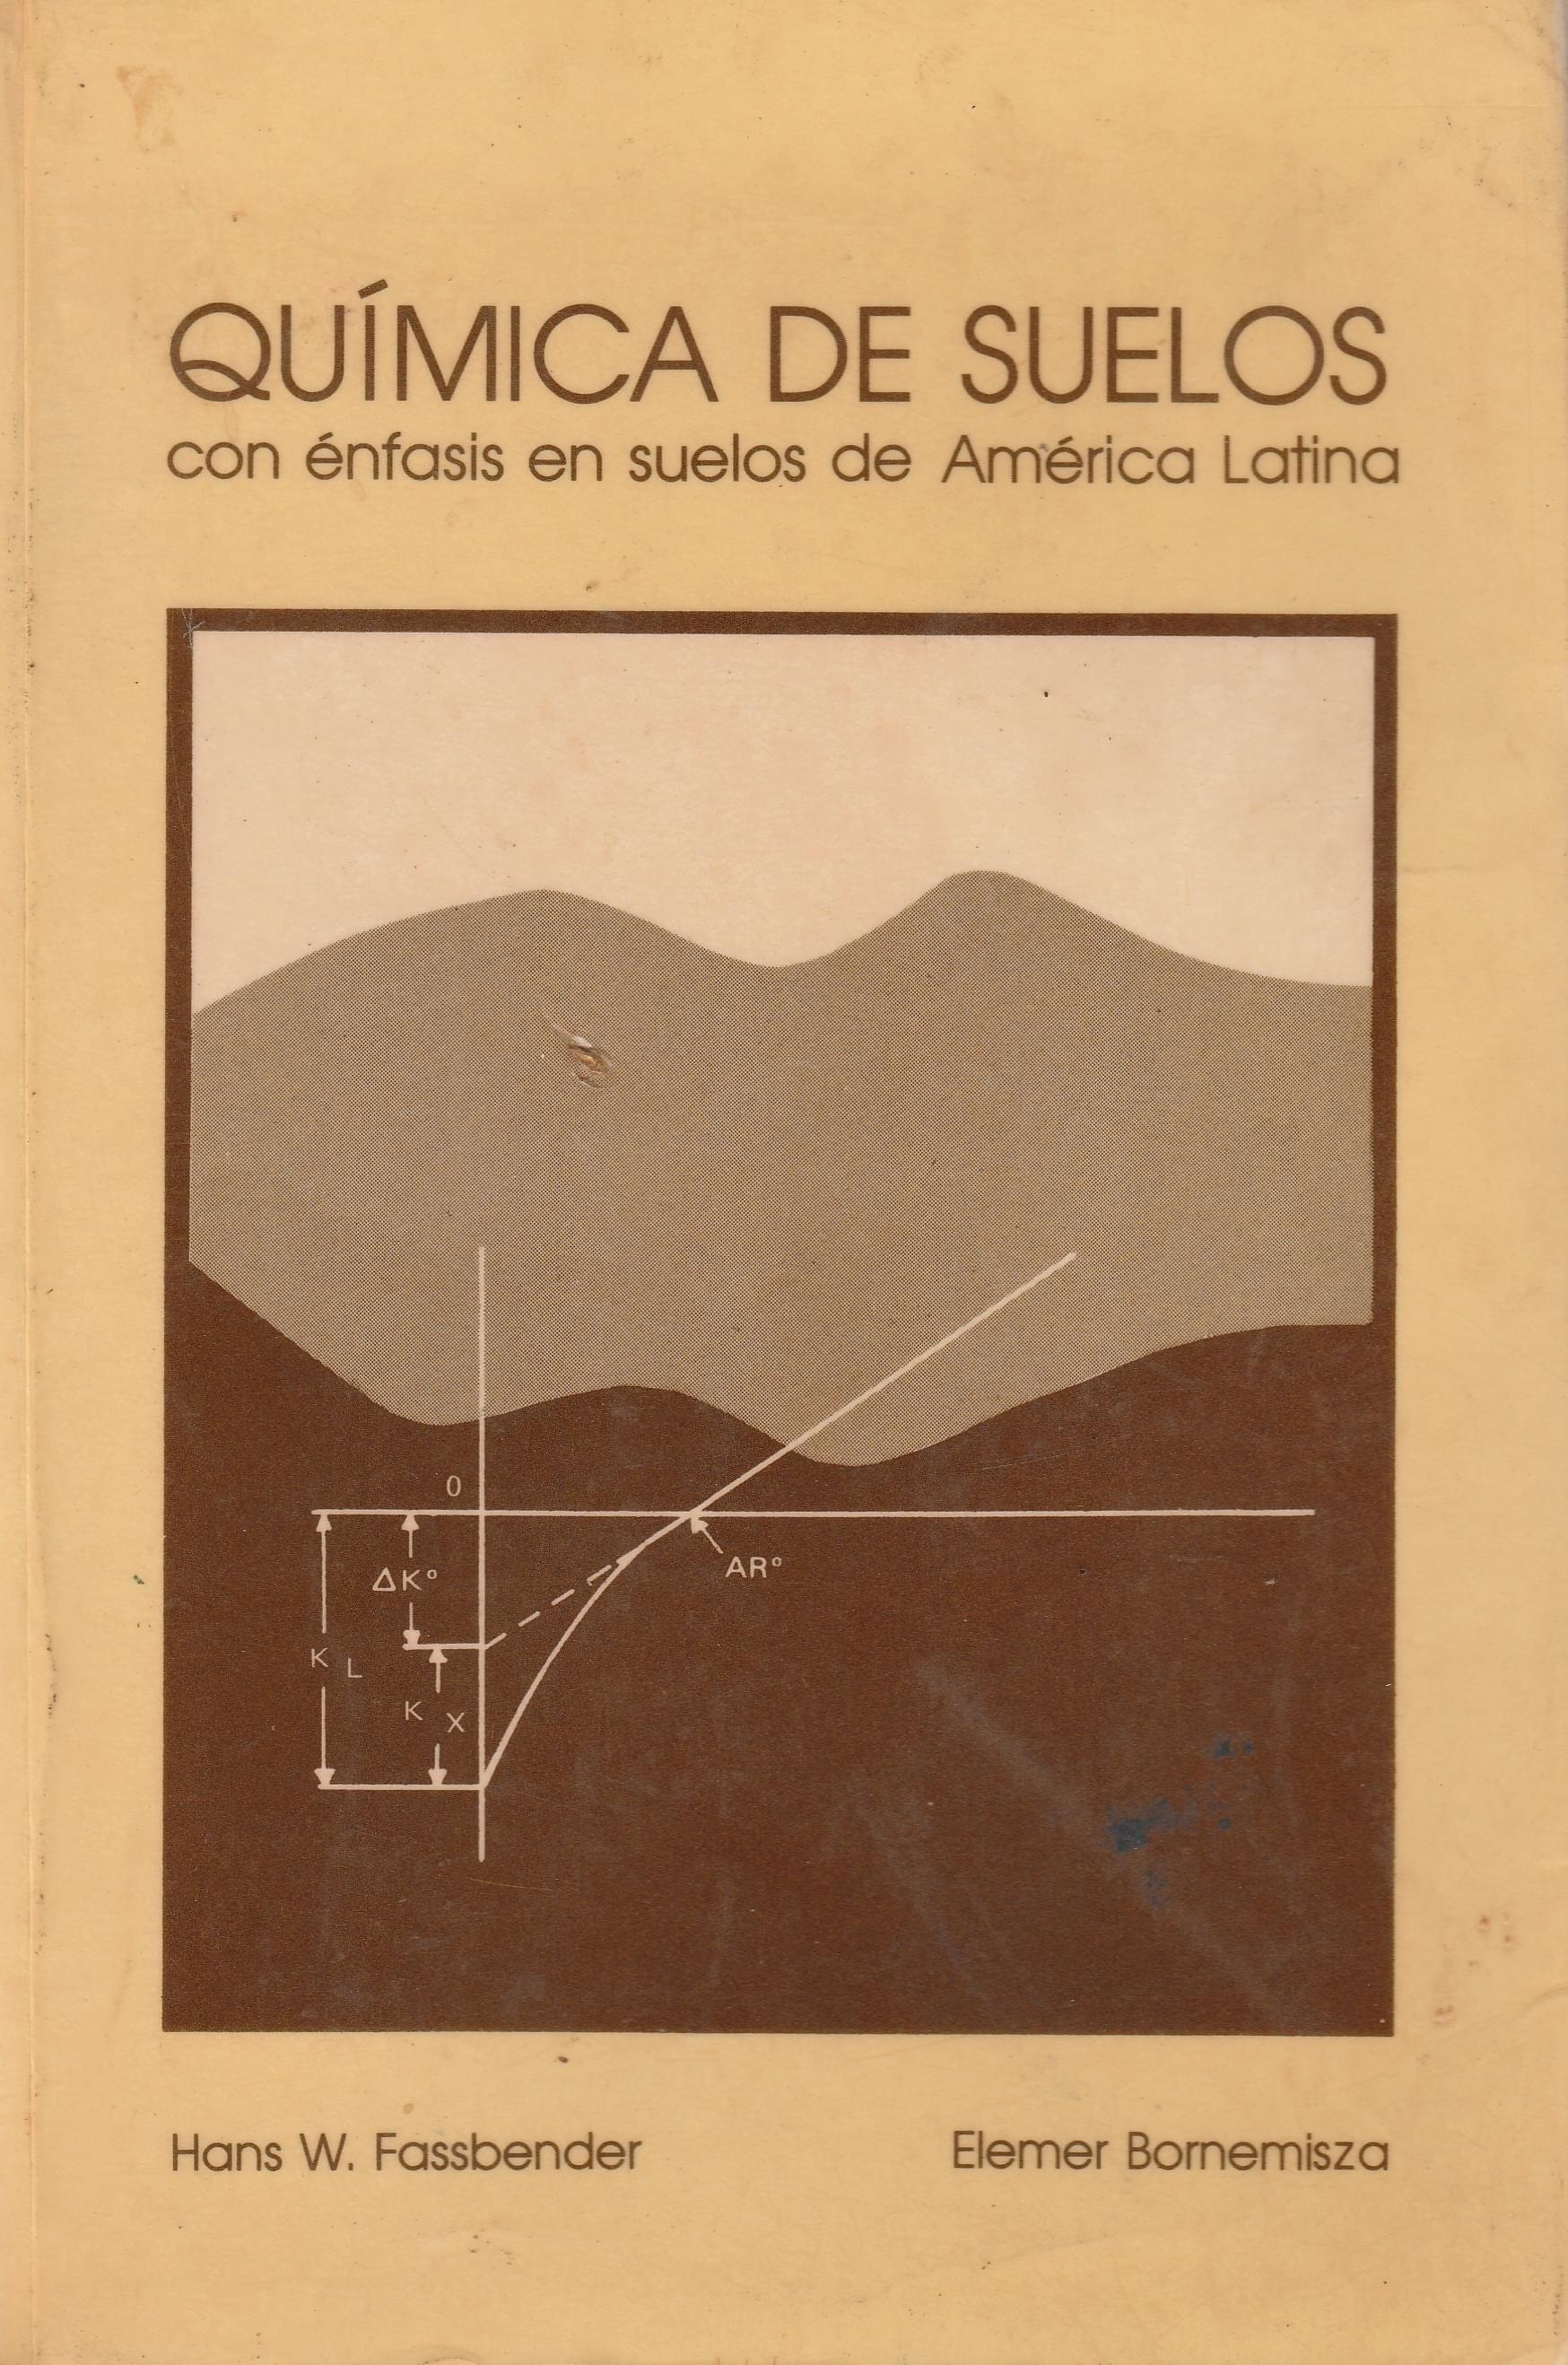 QUÍMICA DE SUELOS
con énfasis en suelos de América Latina
0
ΔK°
AR°
K L
K X
Hans W. Fassbender
Elemer Bornemisza